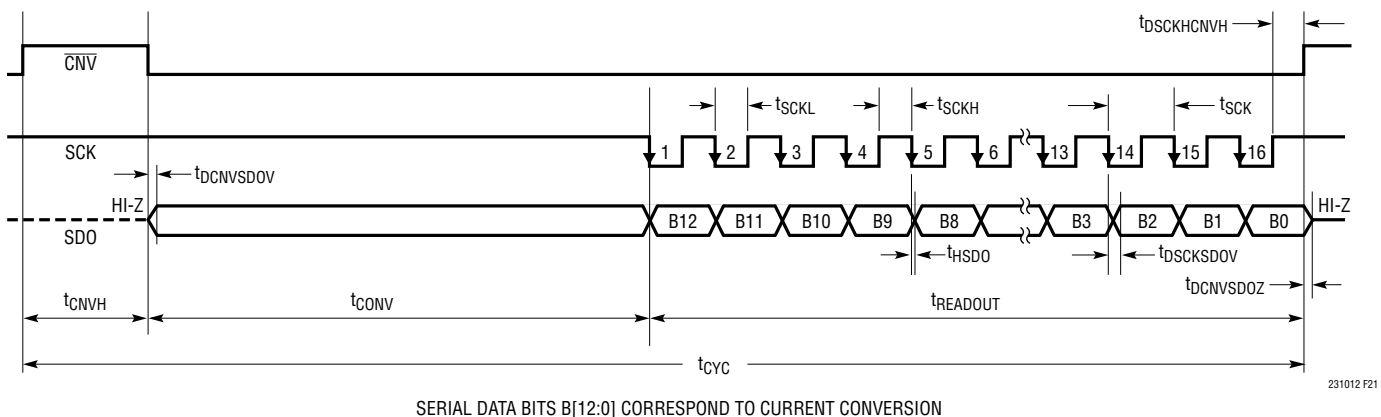 tDSCKHCNVH
CNV
tSCKL
tSCKH
tSCK
SCK
1 2 3 4 5 6 13 14 15 16
tDCNVSDOV
HI-Z
HI-Z
SDO
B12 B11 B10 B9 B8 B3 B2 B1 B0
tHSDO
tDSCKSDOV
tDCNVSDOZ
tCNVH
tCONV
tREADOUT
tCYC
231012 F21
SERIAL DATA BITS B[12:0] CORRESPOND TO CURRENT CONVERSION